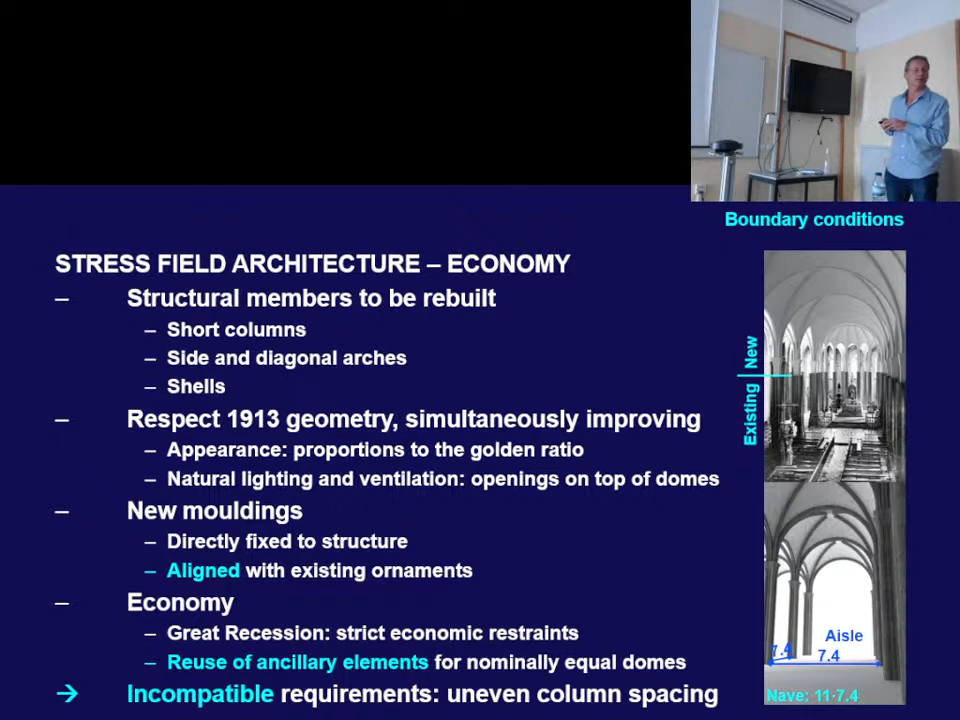 Boundary conditions
STRESS FIELD ARCHITECTURE – ECONOMY
– Structural members to be rebuilt
– Short columns
– Side and diagonal arches
– Shells
– Respect 1913 geometry, simultaneously improving
– Appearance: proportions to the golden ratio
– Natural lighting and ventilation: openings on top of domes
– New mouldings
– Directly fixed to structure
– Aligned with existing ornaments
– Economy
– Great Recession: strict economic restraints
– Reuse of ancillary elements for nominally equal domes
→ Incompatible requirements: uneven column spacing
New
Existing
Aisle
7.4
7.4
Nave: 11·7.4